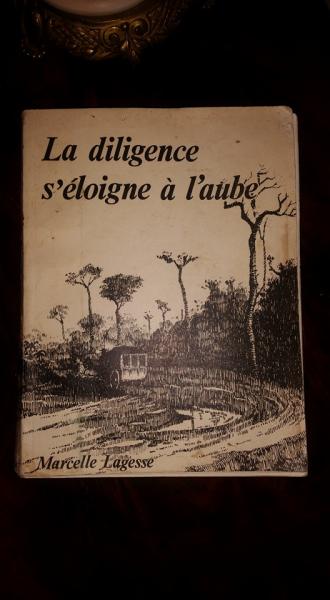 La diligence
s'éloigne à l'aube
Marcelle Lagesse